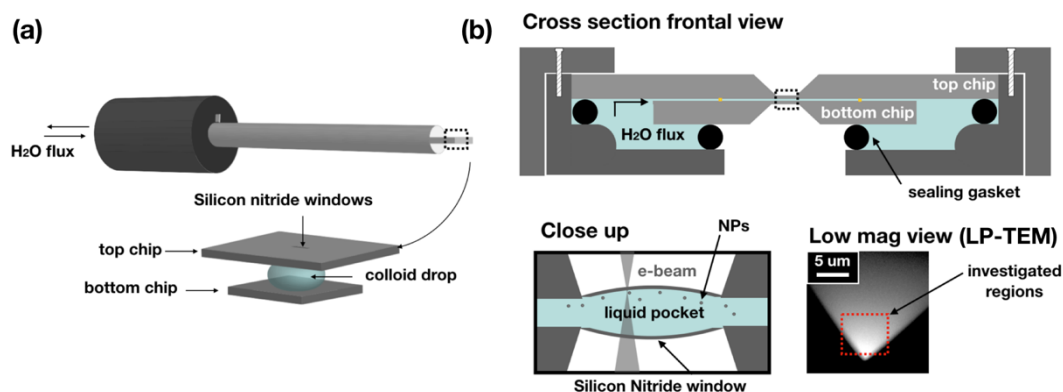 (a)
H2O flux
Silicon nitride windows
top chip
colloid drop
bottom chip
(b)
Cross section frontal view
top chip
bottom chip
H2O flux
sealing gasket
Close up
NPs
e-beam
liquid pocket
Silicon Nitride window
Low mag view (LP-TEM)
5 um
investigated
regions